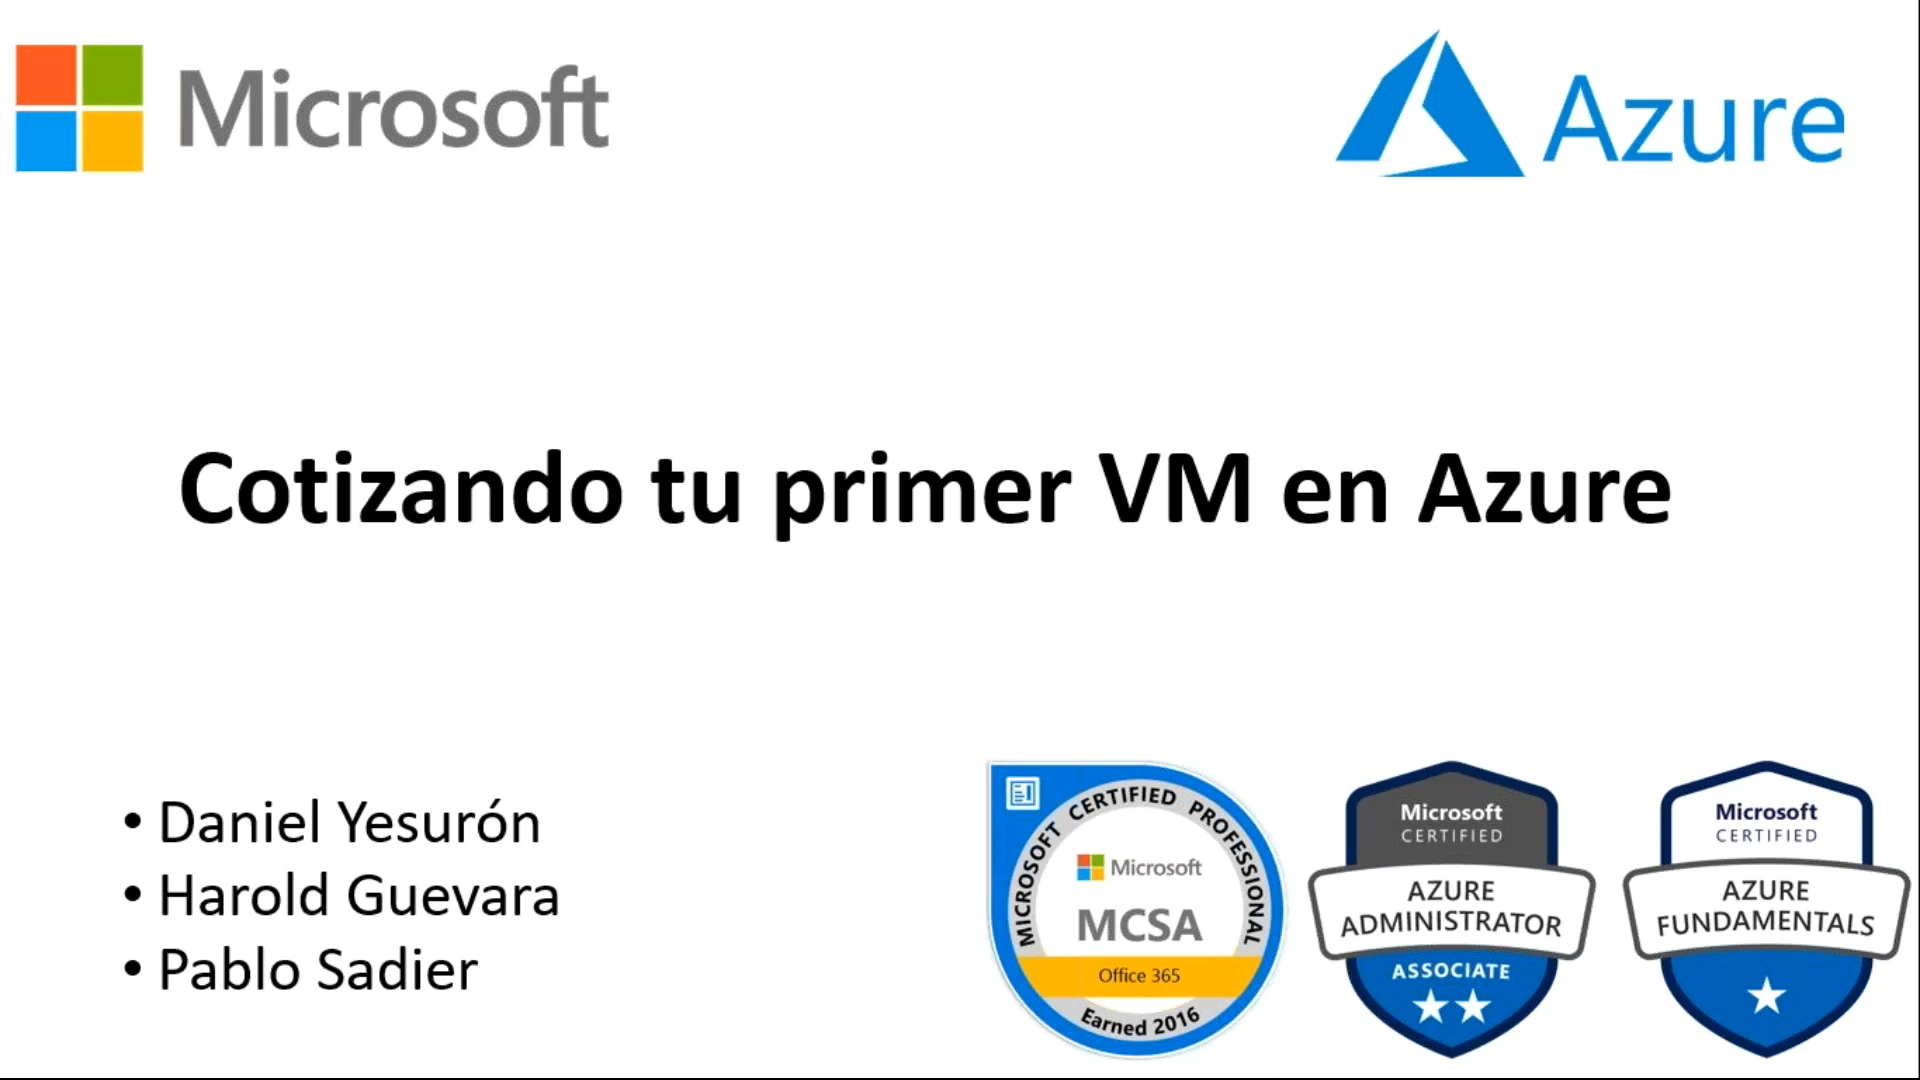 Microsoft
Azure
Cotizando tu primer VM en Azure
• Daniel Yesurón
• Harold Guevara
• Pablo Sadier
MICROSOFT CERTIFIED PROFESSIONAL
Microsoft
MCSA
Office 365
Earned 2016
Microsoft
CERTIFIED
AZURE
ADMINISTRATOR
ASSOCIATE
Microsoft
CERTIFIED
AZURE
FUNDAMENTALS